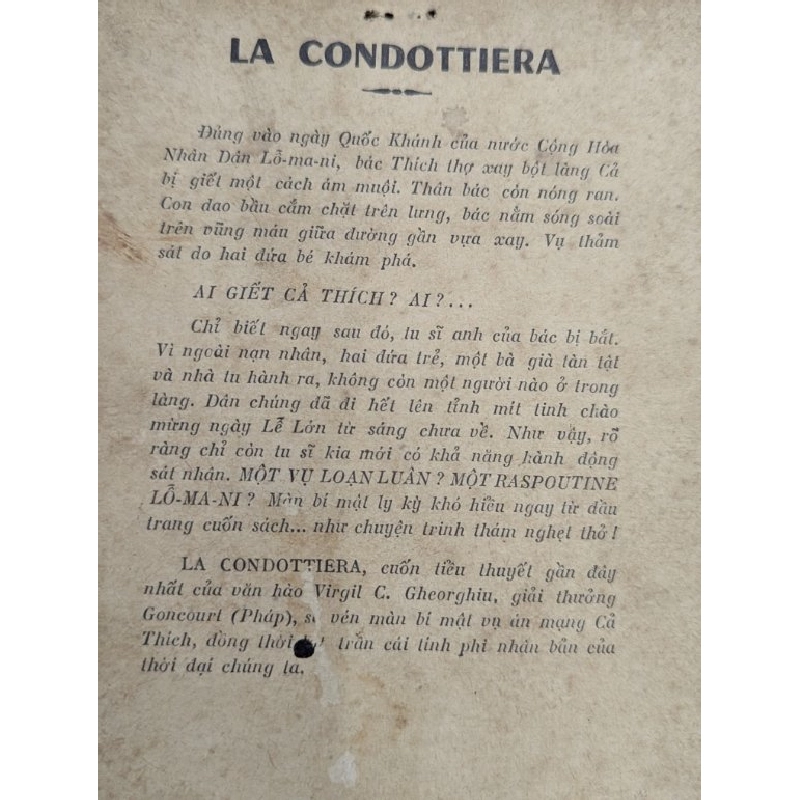 LA CONDOTTIERA
Đúng vào ngày Quốc Khánh của nước Cộng Hòa
Nhân Dân Lỗ-ma-ni, bác Thích thợ xay bột làng Cả
bị giết một cách ám muội. Thân bác còn nóng ran.
Con dao bầu cắm chặt trên lưng, bác nằm sóng soài
trên vũng máu giữa đường gần vựa xay. Vụ thảm
sát do hai đứa bé khám phá.
AI GIẾT CẢ THÍCH? AI?...
Chỉ biết ngay sau đó, tu sĩ anh của bác bị bắt.
Vì ngoài nạn nhân, hai đứa trẻ, một bà già tàn tật
và nhà tu hành ra, không còn một người nào ở trong
làng. Dân chúng đã đi hết lên tỉnh mít tinh chào
mừng ngày Lễ Lớn từ sáng chưa về. Như vậy, rõ
ràng chỉ còn tu sĩ kia mới có khả năng hành động
sát nhân. MỘT VỤ LOẠN LUÂN? MỘT RASPOUTINE
LỖ-MA-NI? Màn bí mật ly kỳ khó hiểu ngay từ đầu
trang cuốn sách... như chuyện trinh thám nghẹt thở!
LA CONDOTTIERA, cuốn tiểu thuyết gần đây
nhất của văn hào Virgil C. Gheorghiu, giải thưởng
Goncourt (Pháp), vén màn bí mật vụ án mạng Cả
Thích, đồng thời trần cái tính phi nhân bản của
thời đại chúng ta.